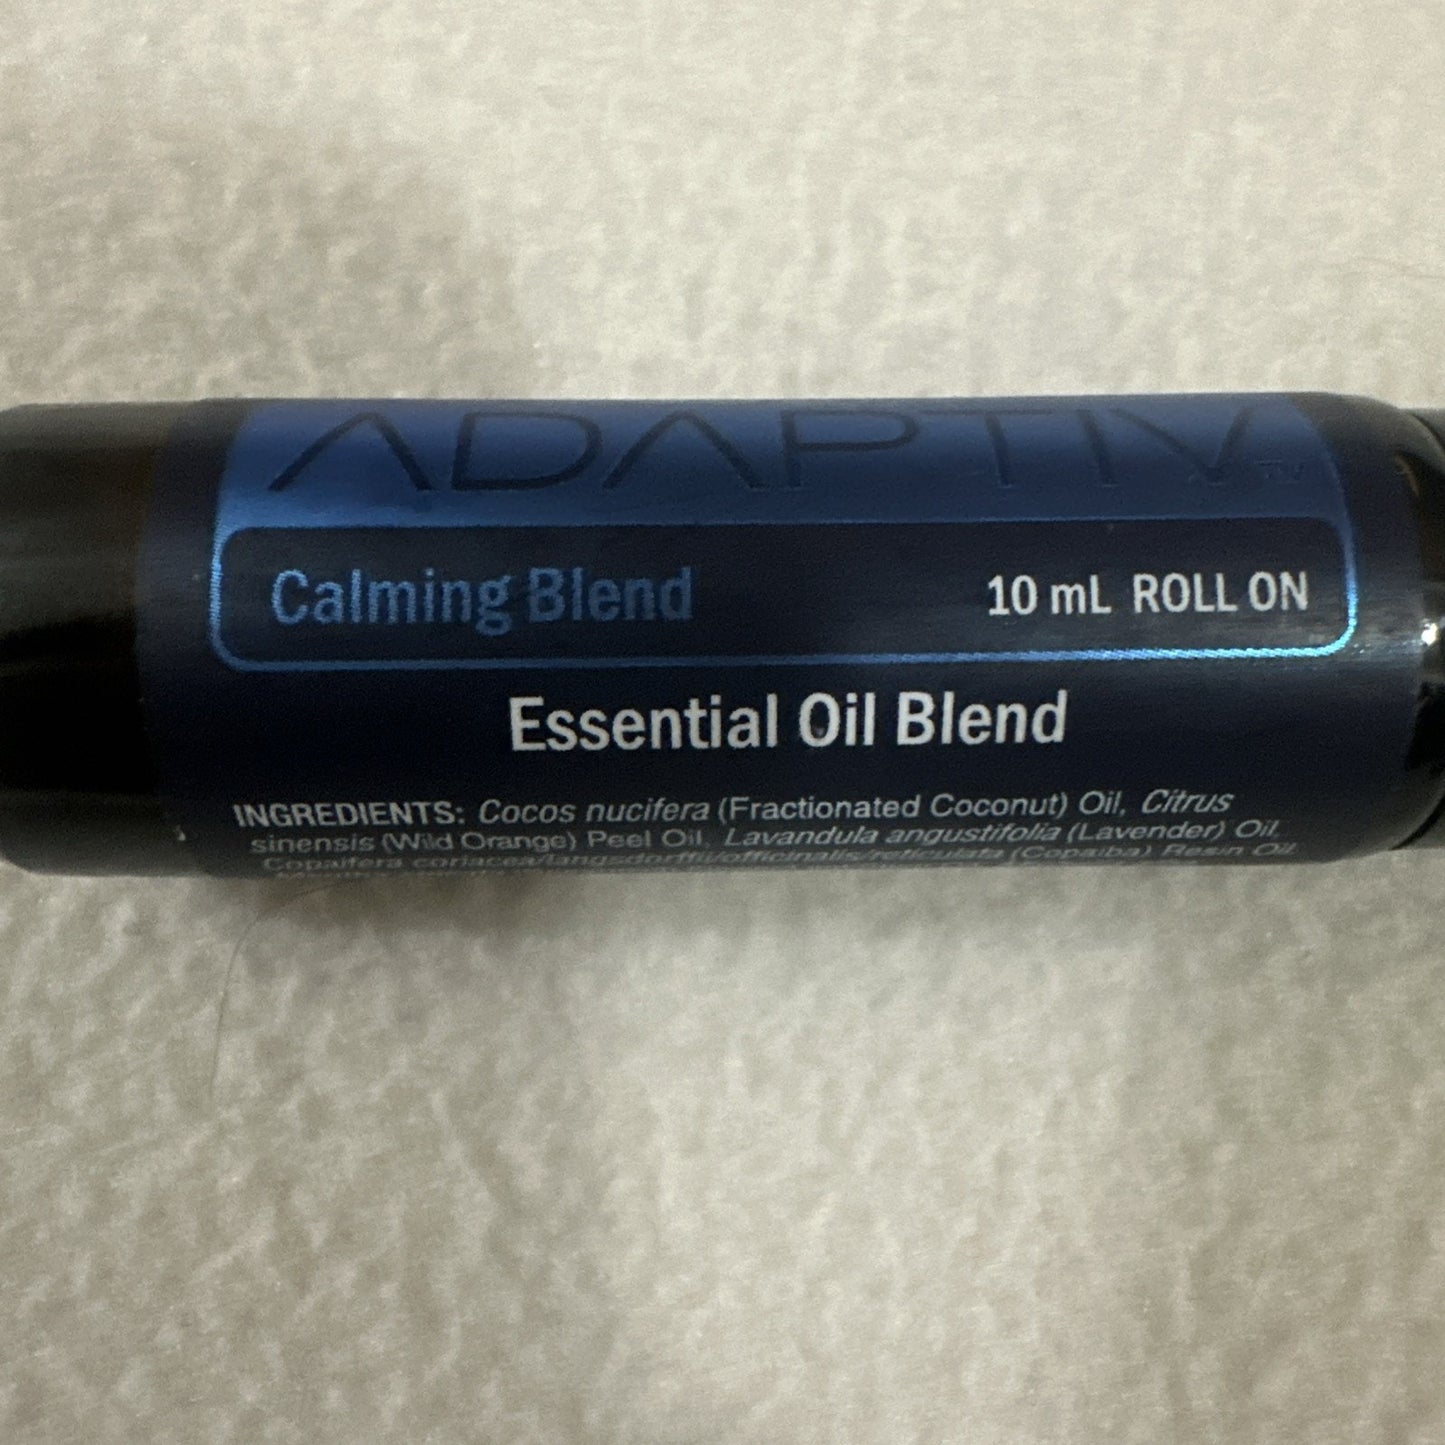 ADAPTIV™
Calming Blend
10 mL ROLL ON
Essential Oil Blend
INGREDIENTS: Cocos nucifera (Fractionated Coconut) Oil, Citrus
sinensis (Wild Orange) Peel Oil, Lavandula angustifolia (Lavender) Oil,
Copaifera coriacea/langsdorffii/officinalis/reticulata (Copaiba) Resin Oil,